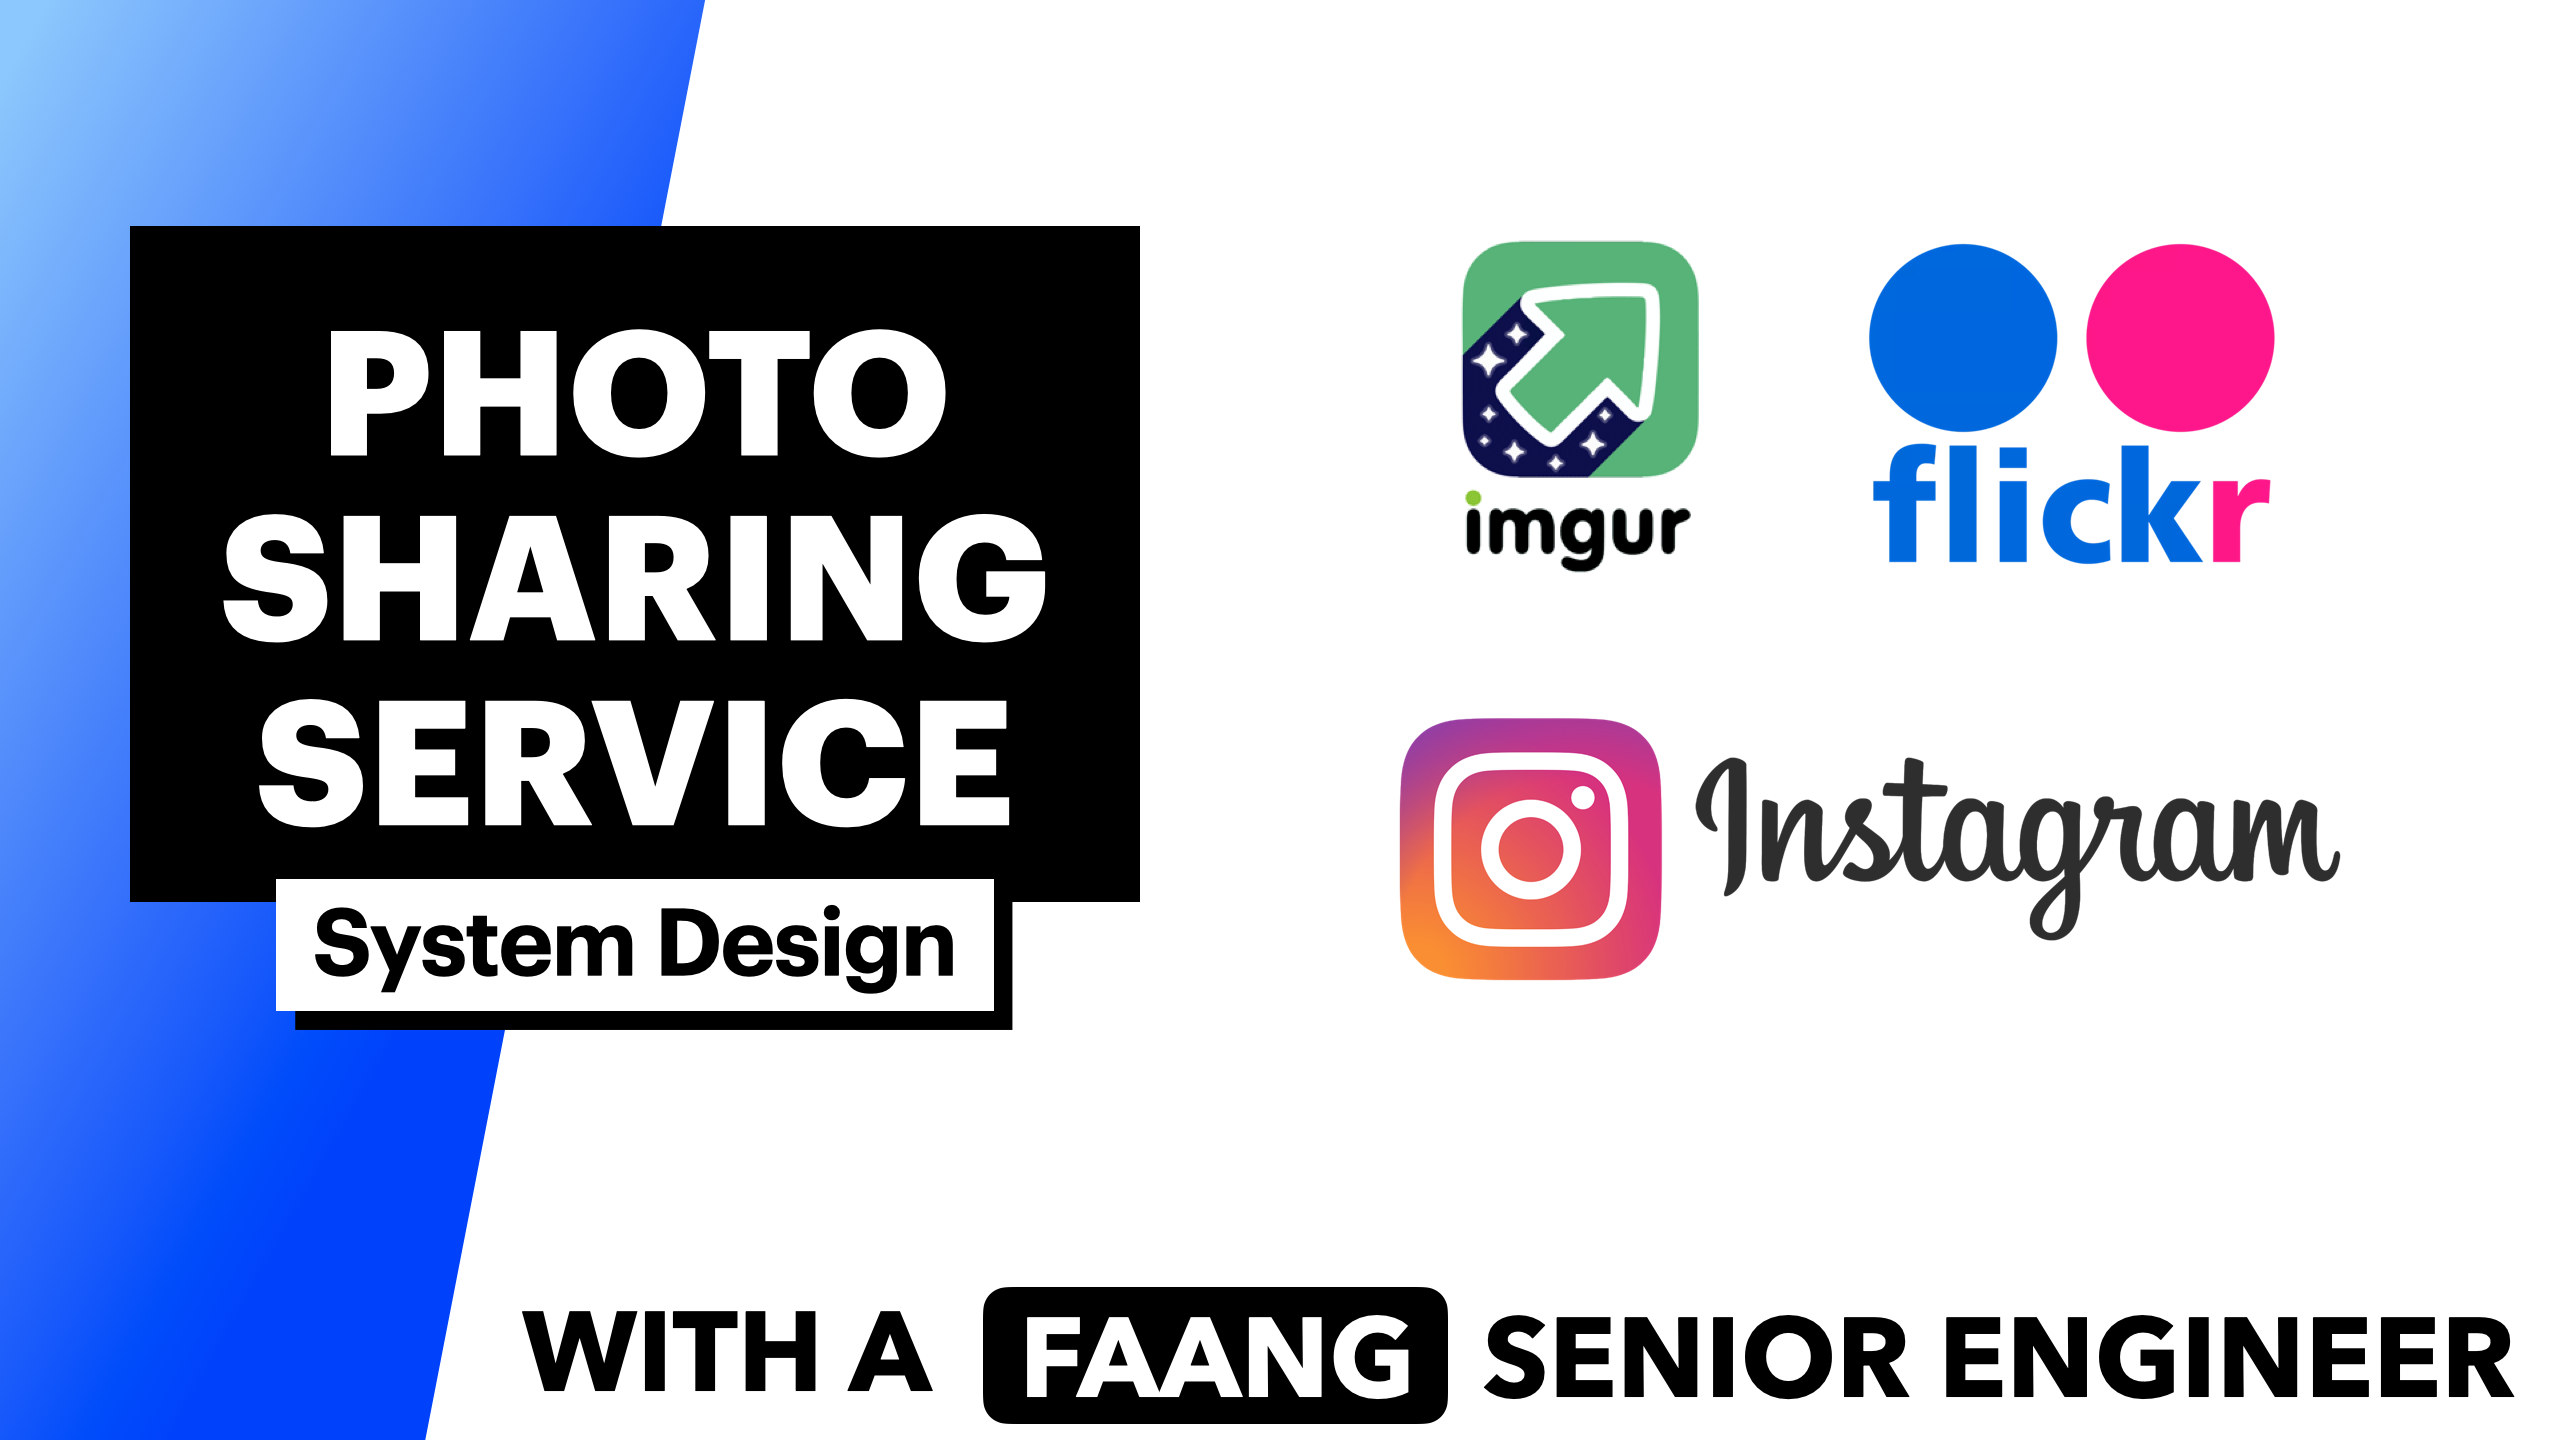 PHOTO
SHARING
SERVICE
System Design
imgur
flickr
Instagram
WITH A FAANG SENIOR ENGINEER